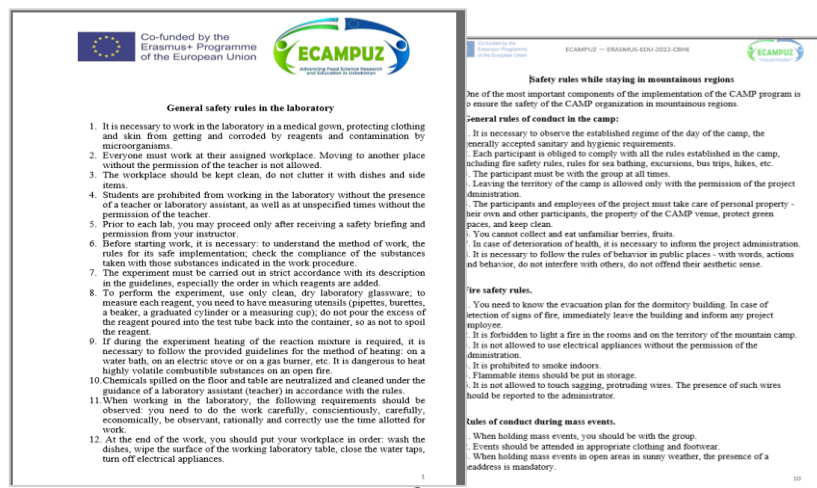 Co-funded by the
Erasmus+ Programme
of the European Union
ECAMPUZ
Advancing Food Science Research
and Education in Uzbekistan
General safety rules in the laboratory
1. It is necessary to work in the laboratory in a medical gown, protecting clothing
and skin from getting and corroded by reagents and contamination by
microorganisms.
2. Everyone must work at their assigned workplace. Moving to another place
without the permission of the teacher is not allowed.
3. The workplace should be kept clean, do not clutter it with dishes and side
items.
4. Students are prohibited from working in the laboratory without the presence
of a teacher or laboratory assistant, as well as at unspecified times without the
permission of the teacher.
5. Prior to each lab, you may proceed only after receiving a safety briefing and
permission from your instructor.
6. Before starting work, it is necessary: to understand the method of work, the
rules for its safe implementation; check the compliance of the substances
taken with those substances indicated in the work procedure.
7. The experiment must be carried out in strict accordance with its description
in the guidelines, especially the order in which reagents are added.
8. To perform the experiment, use only clean, dry laboratory glassware; to
measure each reagent, you need to have measuring utensils (pipettes, burettes,
a beaker, a graduated cylinder or a measuring cup); do not pour the excess of
the reagent poured into the test tube back into the container, so as not to spoil
the reagent.
9. If during the experiment heating of the reaction mixture is required, it is
necessary to follow the provided guidelines for the method of heating: on a
water bath, on an electric stove or on a gas burner, etc. It is dangerous to heat
highly volatile combustible substances on an open fire.
10.Chemicals spilled on the floor and table are neutralized and cleaned under the
guidance of a laboratory assistant (teacher) in accordance with the rules.
11.When working in the laboratory, the following requirements should be
observed: you need to do the work carefully, conscientiously, carefully,
economically, be observant, rationally and correctly use the time allotted for
work.
12. At the end of the work, you should put your workplace in order: wash the
dishes, wipe the surface of the working laboratory table, close the water taps,
turn off electrical appliances.
1
Co-funded by the
Erasmus+ Programme
of the European Union
ECAMPUZ — ERASMUS-EDU-2022-CBHE
ECAMPUZ
Safety rules while staying in mountainous regions
One of the most important components of the implementation of the CAMP program is
o ensure the safety of the CAMP organization in mountainous regions.
General rules of conduct in the camp:
. It is necessary to observe the established regime of the day of the camp, the
generally accepted sanitary and hygienic requirements.
. Each participant is obliged to comply with all the rules established in the camp,
ncluding fire safety rules, rules for sea bathing, excursions, bus trips, hikes, etc.
. The participant must be with the group at all times.
. Leaving the territory of the camp is allowed only with the permission of the project
dministration.
. The participants and employees of the project must take care of personal property -
heir own and other participants, the property of the CAMP venue, protect green
paces, and keep clean.
. You cannot collect and eat unfamiliar berries, fruits.
. In case of deterioration of health, it is necessary to inform the project administration.
. It is necessary to follow the rules of behavior in public places - with words, actions
nd behavior, do not interfere with others, do not offend their aesthetic sense.
Fire safety rules.
. You need to know the evacuation plan for the dormitory building. In case of
etection of signs of fire, immediately leave the building and inform any project
mployee.
. It is forbidden to light a fire in the rooms and on the territory of the mountain camp.
. It is not allowed to use electrical appliances without the permission of the
dministration.
. It is prohibited to smoke indoors.
. Flammable items should be put in storage.
. It is not allowed to touch sagging, protruding wires. The presence of such wires
hould be reported to the administrator.
Rules of conduct during mass events.
. When holding mass events, you should be with the group.
. Events should be attended in appropriate clothing and footwear.
. When holding mass events in open areas in sunny weather, the presence of a
eaddress is mandatory.
10